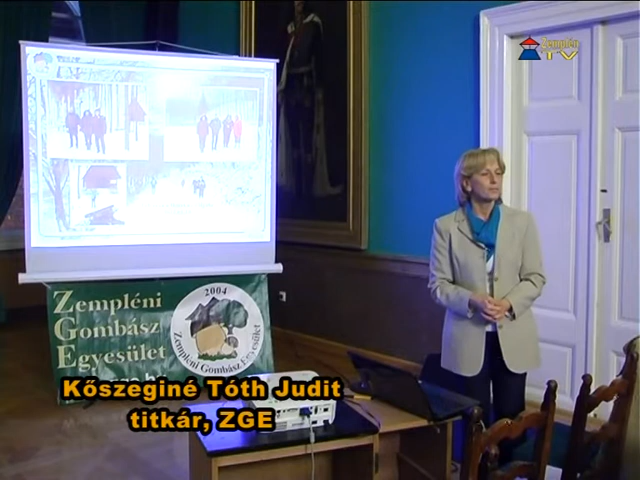 Zemplén
TV
Zempléni
Gombász
Egyesület
2004
Zempléni Gombász Egyesület
Kőszeginé Tóth Judit
titkár, ZGE